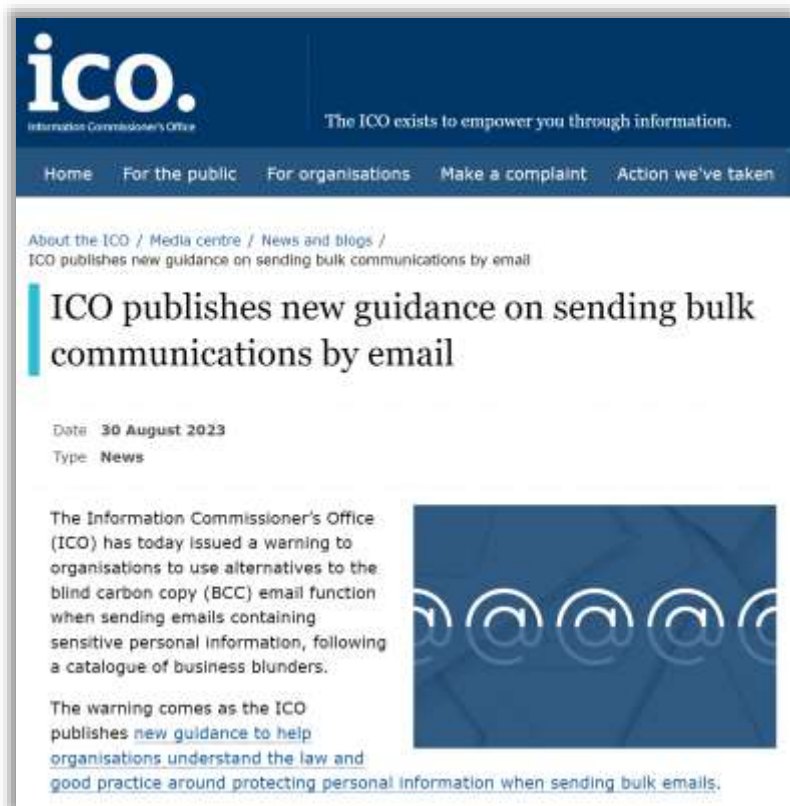 ico.
Information Commissioner's Office
The ICO exists to empower you through information.
Home For the public For organisations Make a complaint Action we've taken
About the ICO / Media centre / News and blogs /
ICO publishes new guidance on sending bulk communications by email
ICO publishes new guidance on sending bulk
communications by email
Date 30 August 2023
Type News
The Information Commissioner's Office
(ICO) has today issued a warning to
organisations to use alternatives to the
blind carbon copy (BCC) email function
when sending emails containing
sensitive personal information, following
a catalogue of business blunders.
@ @ @ @ @
The warning comes as the ICO
publishes new guidance to help
organisations understand the law and
good practice around protecting personal information when sending bulk emails.